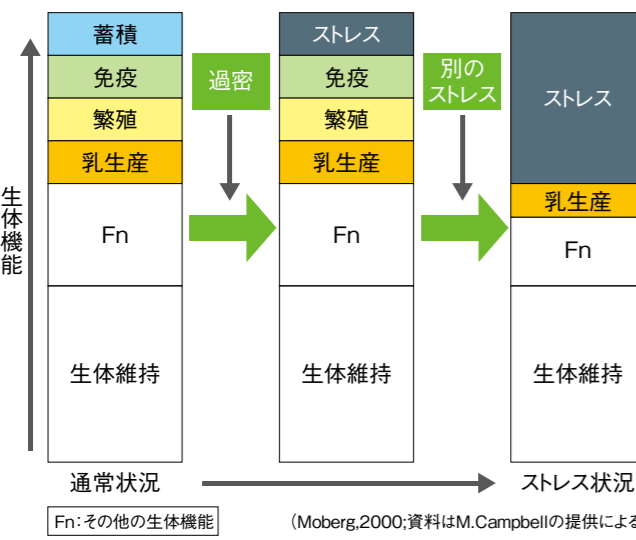 生体機能
蓄積
免疫
繁殖
乳生産
Fn
生体維持
通常状況
過密
ストレス
免疫
繁殖
乳生産
Fn
生体維持
別の
ストレス
ストレス
乳生産
Fn
生体維持
ストレス状況
Fn:その他の生体機能
(Moberg,2000;資料はM.Campbellの提供による